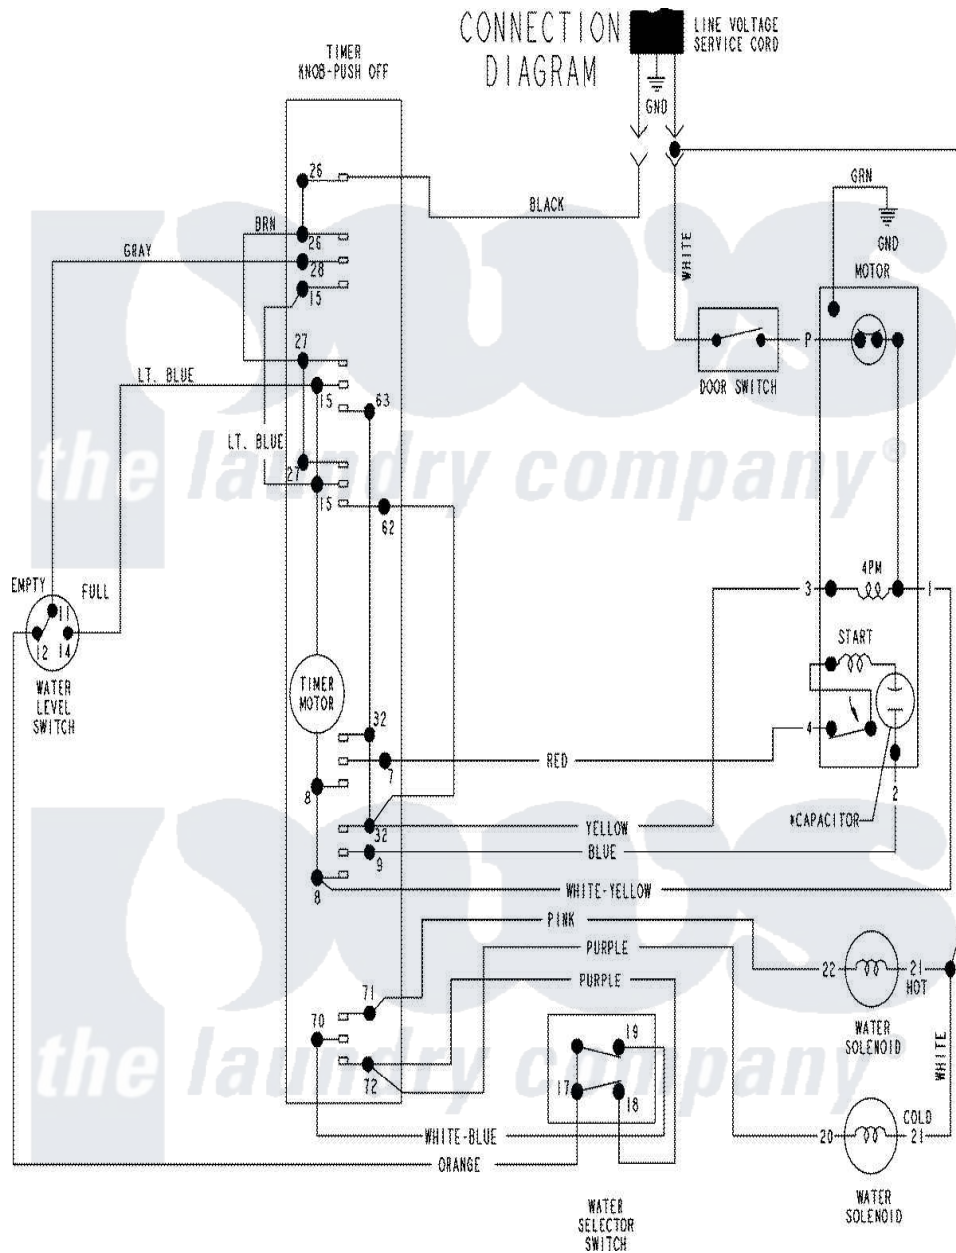 CONNECTION
DIAGRAM
LINE VOLTAGE
SERVICE CORD
GND
TIMER
KNOB-PUSH OFF
26
BLACK
GRN
GND
WHITE
BRN
26
GRAY
28
15
MOTOR
27
P
DOOR SWITCH
LT. BLUE
15
63
LT. BLUE
the laundry company®
27
15
62
EMPTY
FULL
11
12
14
WATER
LEVEL
SWITCH
3
4PM
1
START
TIMER
MOTOR
32
4
RED
7
8
2
*CAPACITOR
YELLOW
32
BLUE
9
8
WHITE-YELLOW
PINK
PURPLE
22
21
HOT
PURPLE
71
70
WATER
SOLENOID
19
the laundry company®
WHITE
72
17
18
COLD
WHITE-BLUE
20
21
ORANGE
WATER
SOLENOID
WATER
SELECTOR
SWITCH